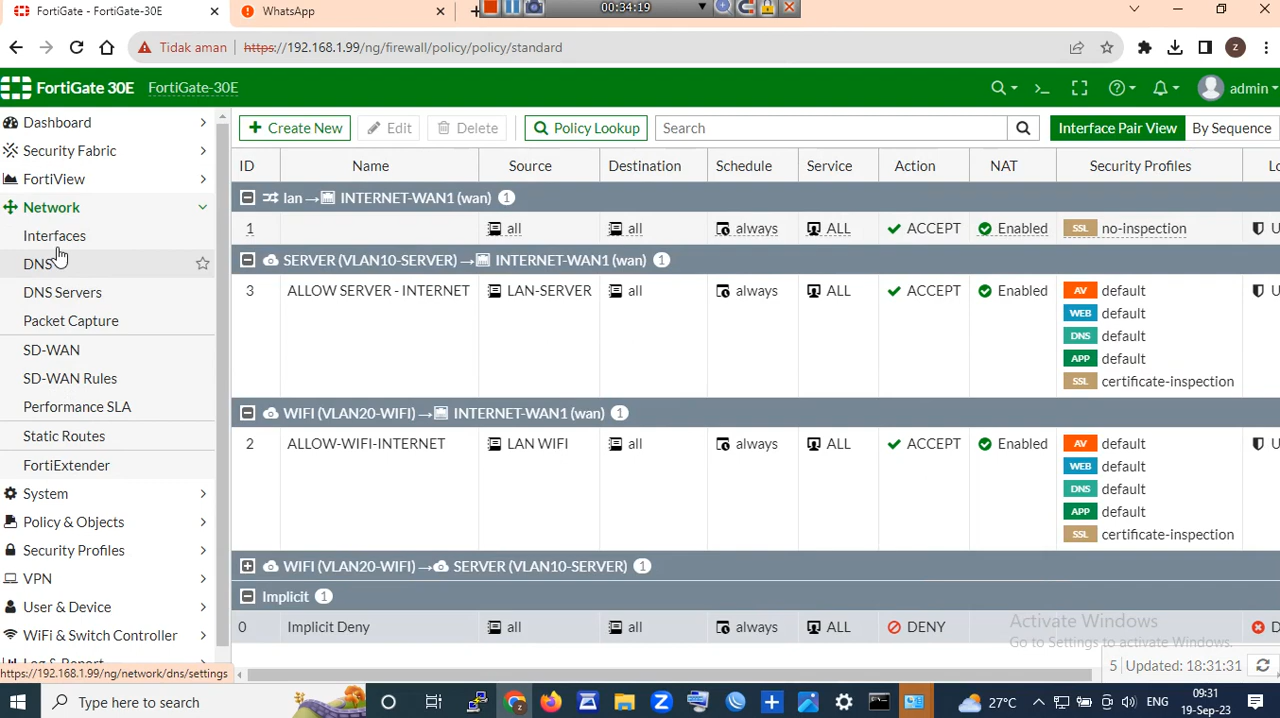 FortiGate - FortiGate-30E
WhatsApp
00:34:19
Tidak aman
https://192.168.1.99/ng/firewall/policy/policy/standard
z
FortiGate 30E
FortiGate-30E
admin
Dashboard
Security Fabric
FortiView
Network
Interfaces
DNS
DNS Servers
Packet Capture
SD-WAN
SD-WAN Rules
Performance SLA
Static Routes
FortiExtender
System
Policy & Objects
Security Profiles
VPN
User & Device
WiFi & Switch Controller
Log & Report
https://192.168.1.99/ng/network/dns/settings
+ Create New
Edit
Delete
Policy Lookup
Search
Interface Pair View
By Sequence
ID Name Source Destination Schedule Service Action NAT Security Profiles Lo
lan → INTERNET-WAN1 (wan) 1
1 all all always ALL ACCEPT Enabled SSL no-inspection U
SERVER (VLAN10-SERVER) → INTERNET-WAN1 (wan) 1
3 ALLOW SERVER - INTERNET LAN-SERVER all always ALL ACCEPT Enabled AV default U
WEB default
DNS default
APP default
SSL certificate-inspection
WIFI (VLAN20-WIFI) → INTERNET-WAN1 (wan) 1
2 ALLOW-WIFI-INTERNET LAN WIFI all always ALL ACCEPT Enabled AV default U
WEB default
DNS default
APP default
SSL certificate-inspection
WIFI (VLAN20-WIFI) → SERVER (VLAN10-SERVER) 1
Implicit 1
0 Implicit Deny all all always ALL DENY D
Activate Windows
Go to Settings to activate Windows.
5 Updated: 18:31:31
Type here to search
27°C
ENG
09:31
19-Sep-23